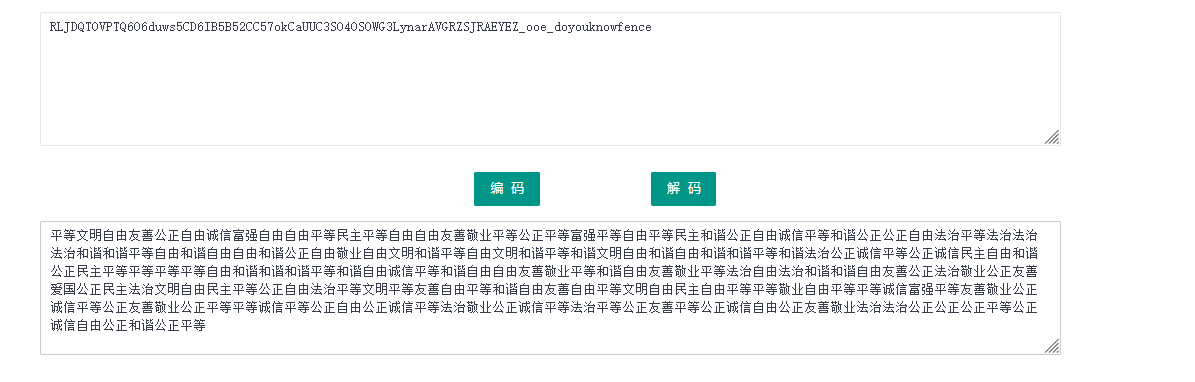 RLJDQTOVPTQ6O6duws5CD6IB5B52CC57okCaUUC3SO4OSOWG3LynarAVGRZSJRAEYEZ_ooe_doyouknowfence
编 码
解 码
平等文明自由友善公正自由诚信富强自由自由平等民主平等自由自由友善敬业平等公正平等富强平等自由平等民主和谐公正自由诚信平等和谐公正公正自由法治平等法治法治
法治和谐和谐平等自由和谐自由自由和谐公正自由敬业自由文明和谐平等自由文明和谐平等和谐文明自由和谐自由和谐和谐平等和谐法治公正诚信平等公正诚信民主自由和谐
公正民主平等平等平等平等自由和谐和谐和谐平等和谐自由诚信平等和谐自由自由友善敬业平等和谐自由友善敬业平等法治自由法治和谐和谐自由友善公正法治敬业公正友善
爱国公正民主法治文明自由民主平等公正自由法治平等文明平等友善自由平等和谐自由友善自由平等文明自由民主自由平等平等敬业自由平等平等诚信富强平等友善敬业公正
诚信平等公正友善敬业公正平等平等诚信平等公正自由公正诚信平等法治敬业公正诚信平等法治平等公正友善平等公正诚信自由公正友善敬业法治法治公正公正公正平等公正
诚信自由公正和谐公正平等